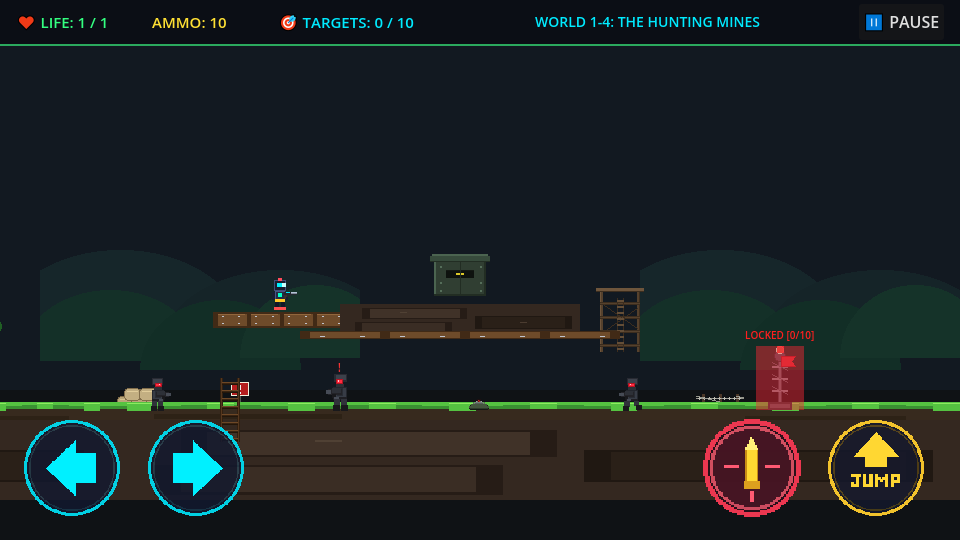 LIFE: 1 / 1
AMMO: 10
TARGETS: 0 / 10
WORLD 1-4: THE HUNTING MINES
PAUSE
LOCKED [0/10]
JUMP